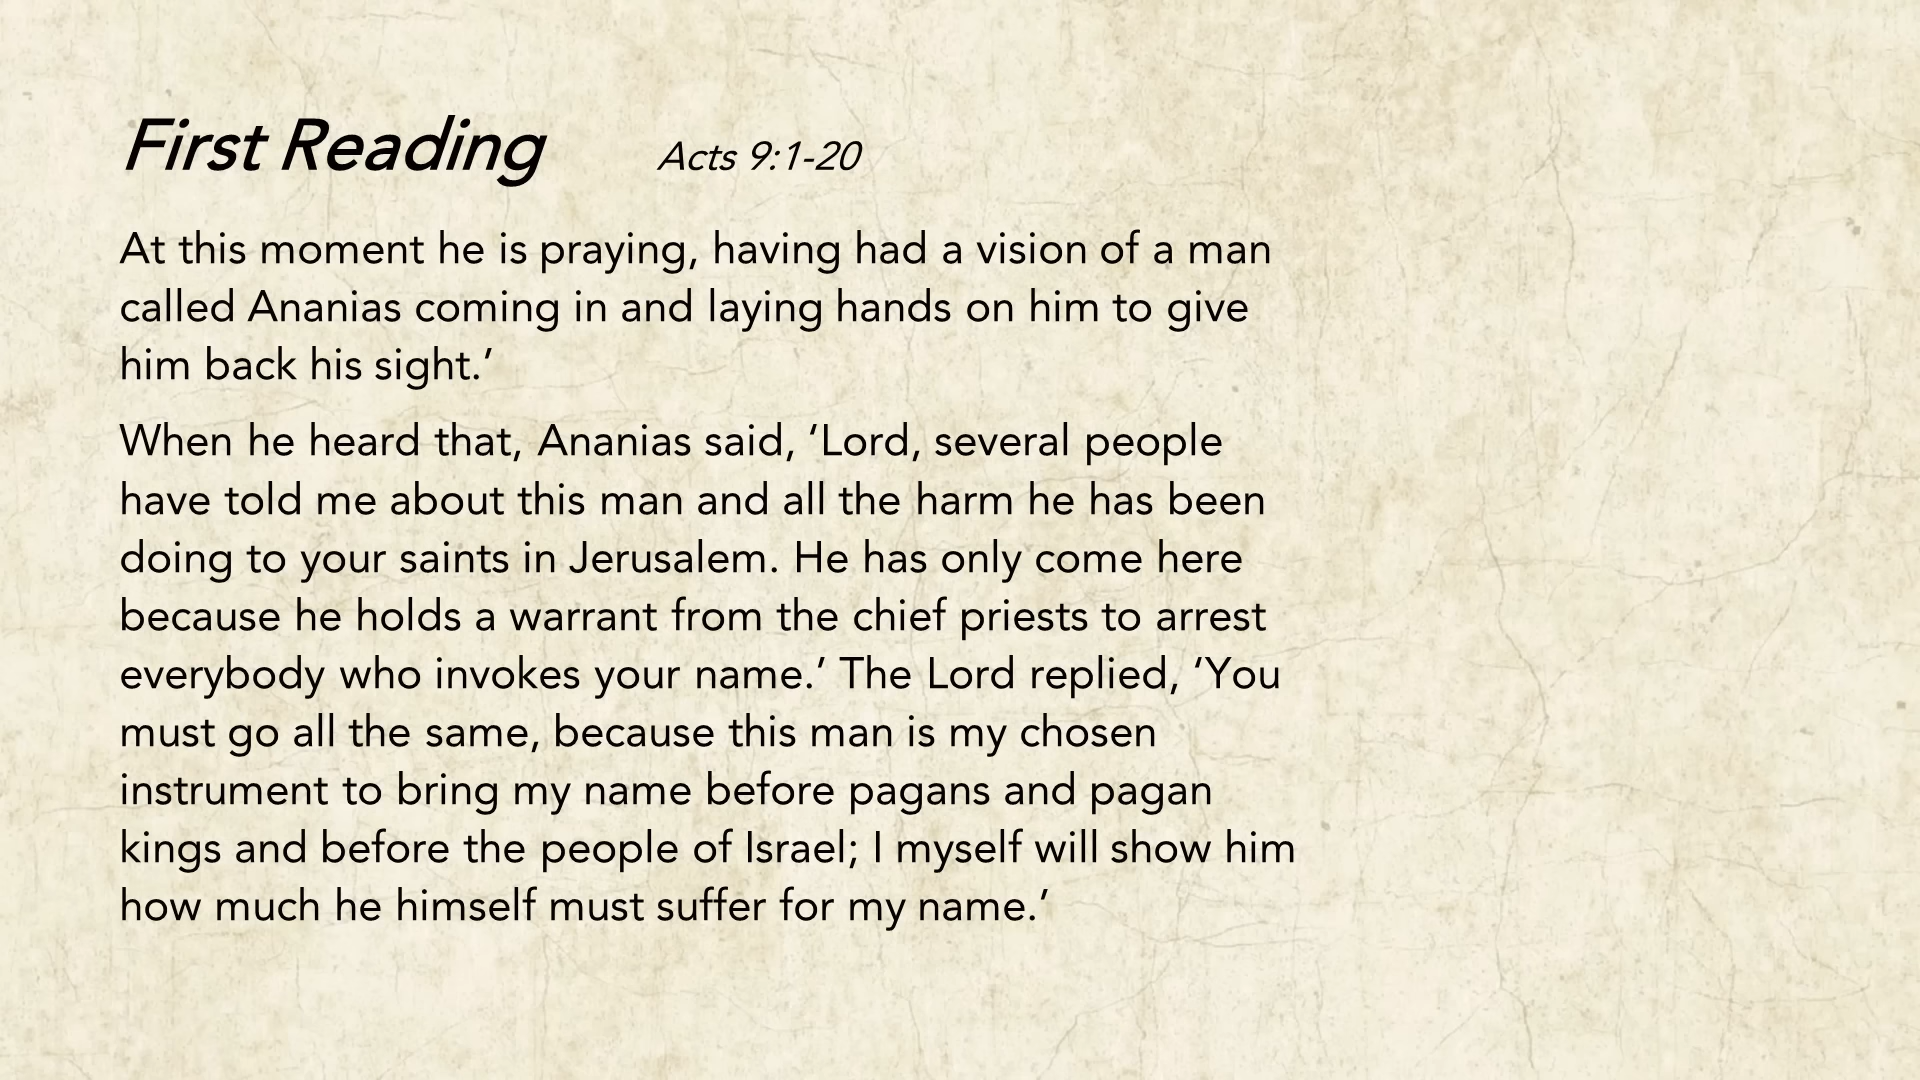 First Reading Acts 9:1-20
At this moment he is praying, having had a vision of a man
called Ananias coming in and laying hands on him to give
him back his sight.’
When he heard that, Ananias said, ‘Lord, several people
have told me about this man and all the harm he has been
doing to your saints in Jerusalem. He has only come here
because he holds a warrant from the chief priests to arrest
everybody who invokes your name.’ The Lord replied, ‘You
must go all the same, because this man is my chosen
instrument to bring my name before pagans and pagan
kings and before the people of Israel; I myself will show him
how much he himself must suffer for my name.’